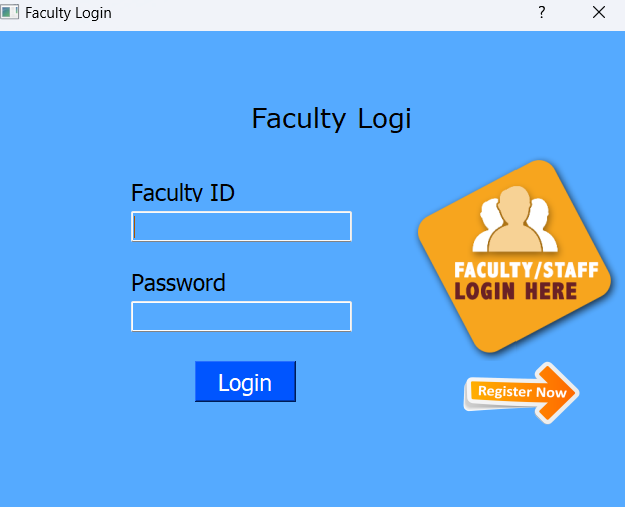 Faculty Login
?
Faculty Logi
Faculty ID
FACULTY/STAFF
LOGIN HERE
Password
Login
Register Now